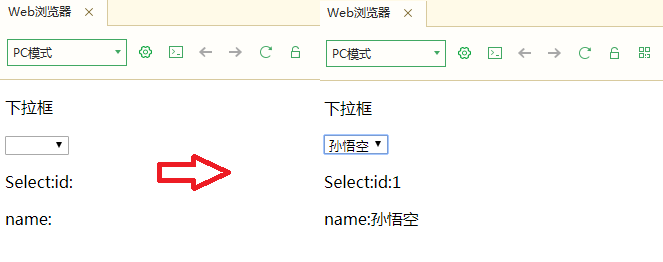 Web浏览器
PC模式
下拉框
Select:id:
name:
Web浏览器
PC模式
下拉框
孙悟空
Select:id:1
name:孙悟空